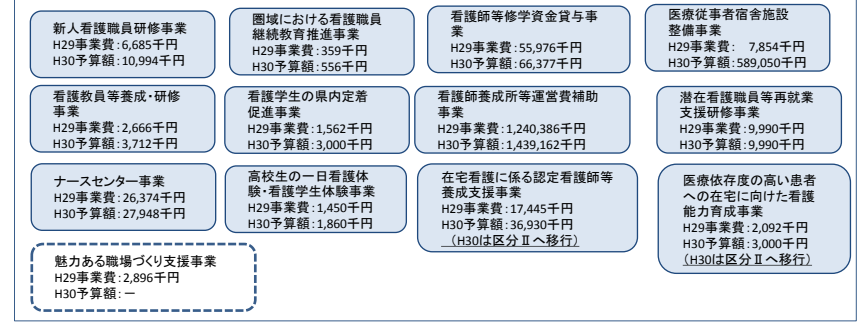 新人看護職員研修事業
H29事業費:6,685千円
H30予算額:10,994千円
圏域における看護職員
継続教育推進事業
H29事業費:359千円
H30予算額:556千円
看護師等修学資金貸与事
業
H29事業費:55,976千円
H30予算額:66,377千円
医療従事者宿舎施設
整備事業
H29事業費: 7,854千円
H30予算額:589,050千円
看護教員等養成・研修
事業
H29事業費:2,666千円
H30予算額:3,712千円
看護学生の県内定着
促進事業
H29事業費:1,562千円
H30予算額:3,000千円
看護師養成所等運営費補助
事業
H29事業費:1,240,386千円
H30予算額:1,439,162千円
潜在看護職員等再就業
支援研修事業
H29事業費:9,990千円
H30予算額:9,990千円
ナースセンター事業
H29事業費:26,374千円
H30予算額:27,948千円
高校生の一日看護体
験・看護学生体験事業
H29事業費:1,450千円
H30予算額:1,860千円
在宅看護に係る認定看護師等
養成支援事業
H29事業費:17,445千円
H30予算額:36,930千円
(H30は区分Ⅱへ移行)
医療依存度の高い患者
への在宅に向けた看護
能力育成事業
H29事業費:2,092千円
H30予算額:3,000千円
(H30は区分Ⅱへ移行)
魅力ある職場づくり支援事業
H29事業費:2,896千円
H30予算額:-